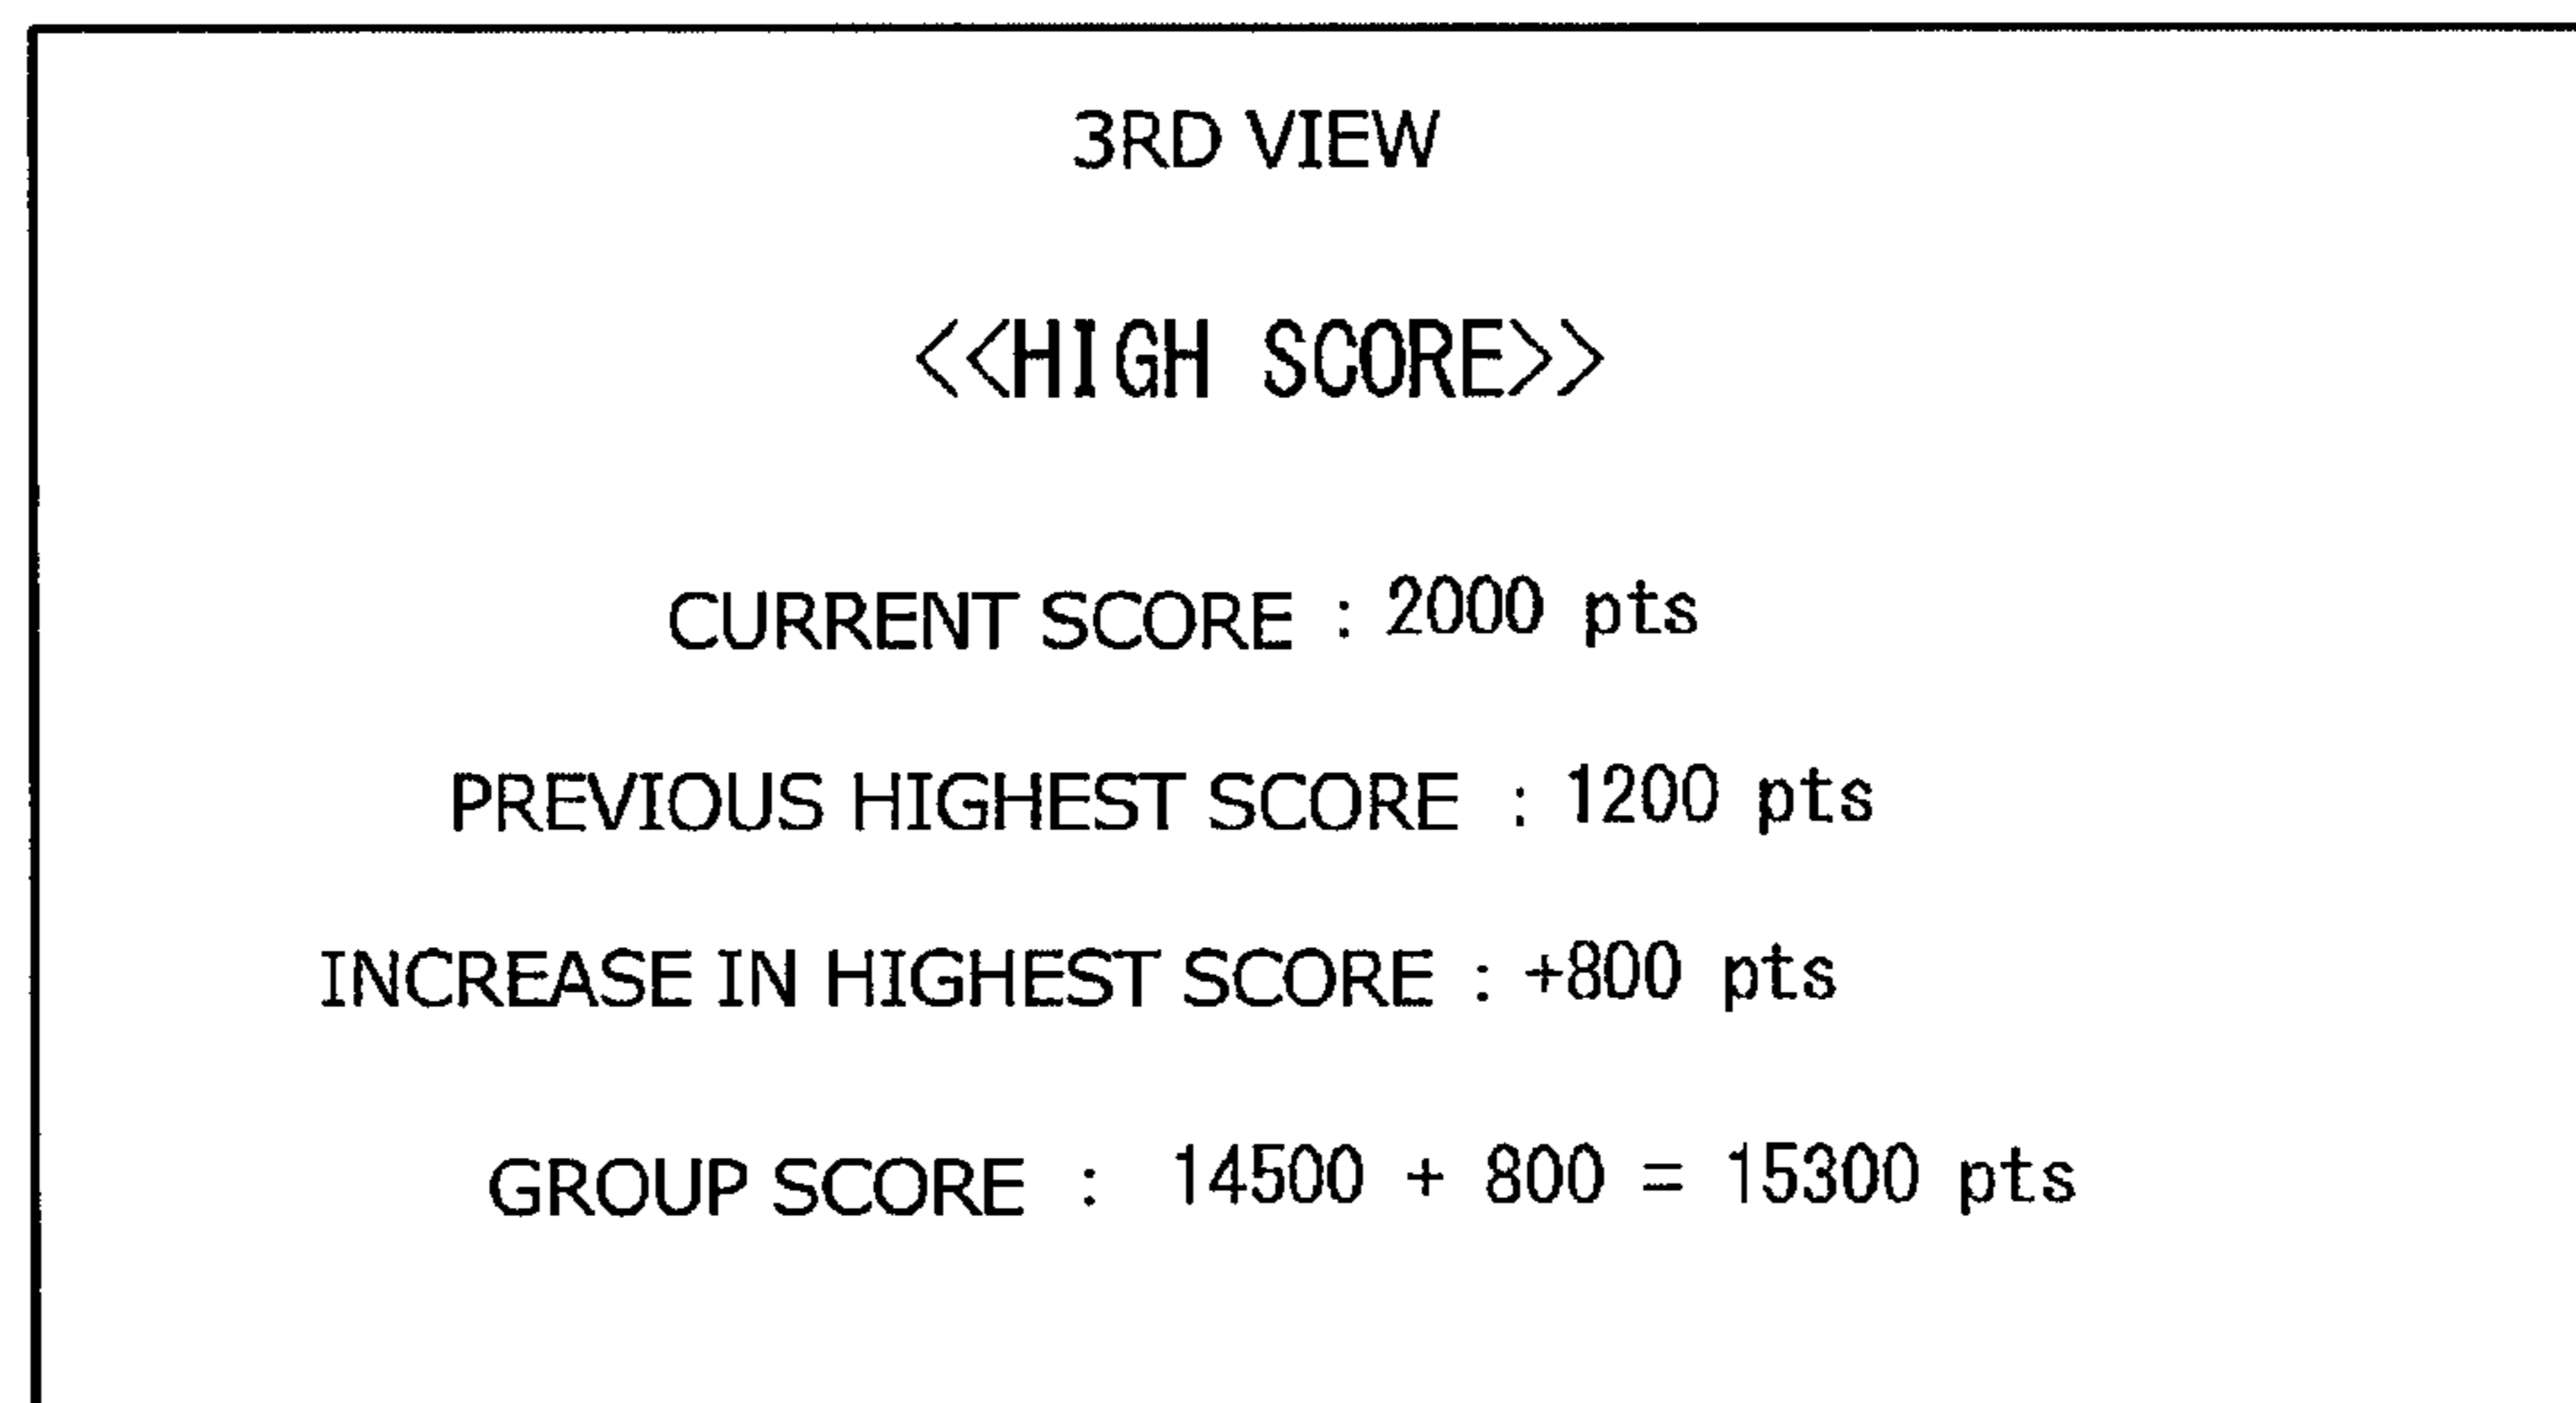 3RD VIEW
<<HIGH SCORE>>
CURRENT SCORE : 2000 pts
PREVIOUS HIGHEST SCORE : 1200 pts
INCREASE IN HIGHEST SCORE : +800 pts
GROUP SCORE : 14500 + 800 = 15300 pts